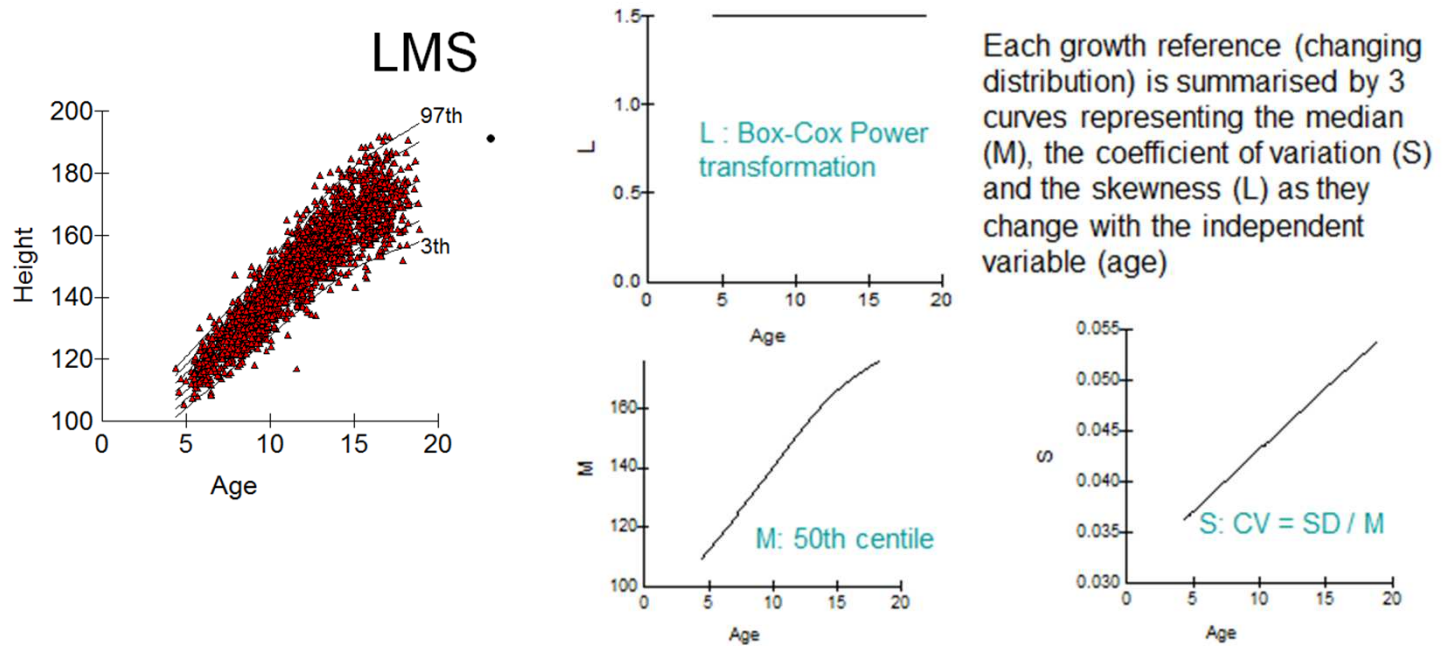 LMS
200
180
160
140
120
100
0
5
10
15
20
Height
Age
97th
3th
•
1.5
1.0
0.5
0.0
0
5
10
15
20
L
Age
L : Box-Cox Power
transformation
Each growth reference (changing
distribution) is summarised by 3
curves representing the median
(M), the coefficient of variation (S)
and the skewness (L) as they
change with the independent
variable (age)
160
140
120
100
0
5
10
15
20
M
Age
M: 50th centile
0.055
0.050
0.045
0.040
0.035
0.030
0
5
10
15
20
S
Age
S: CV = SD / M